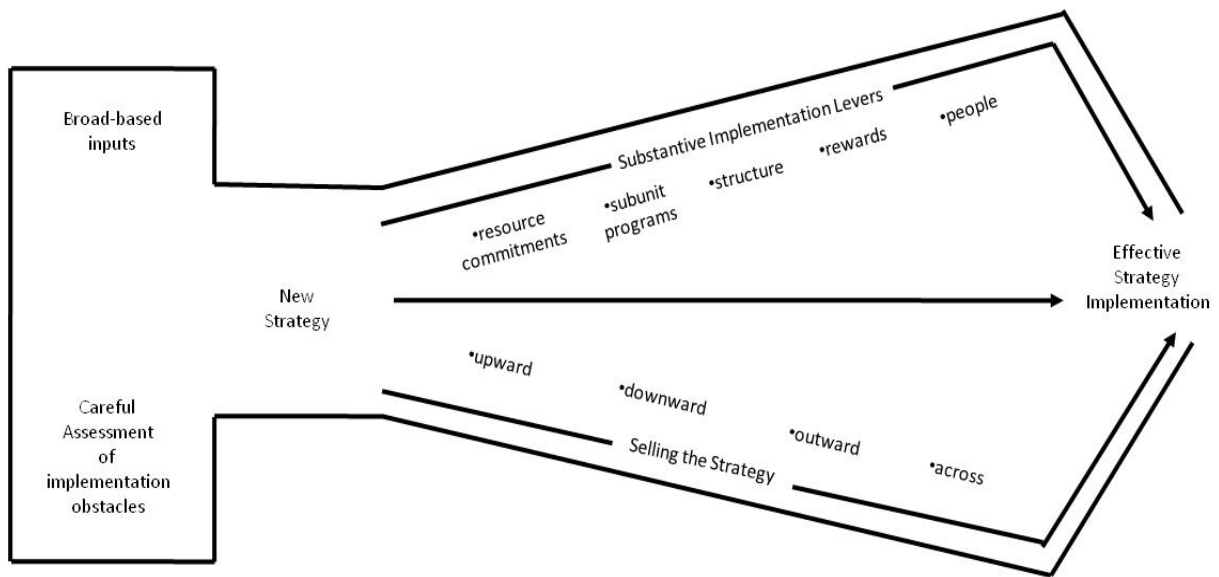 Broad-based
inputs
Careful
Assessment
of
implementation
obstacles
New
Strategy
Substantive Implementation Levers
•resource
commitments
•subunit
programs
•structure
•rewards
•people
•upward
•downward
•outward
•across
Selling the Strategy
Effective
Strategy
Implementation